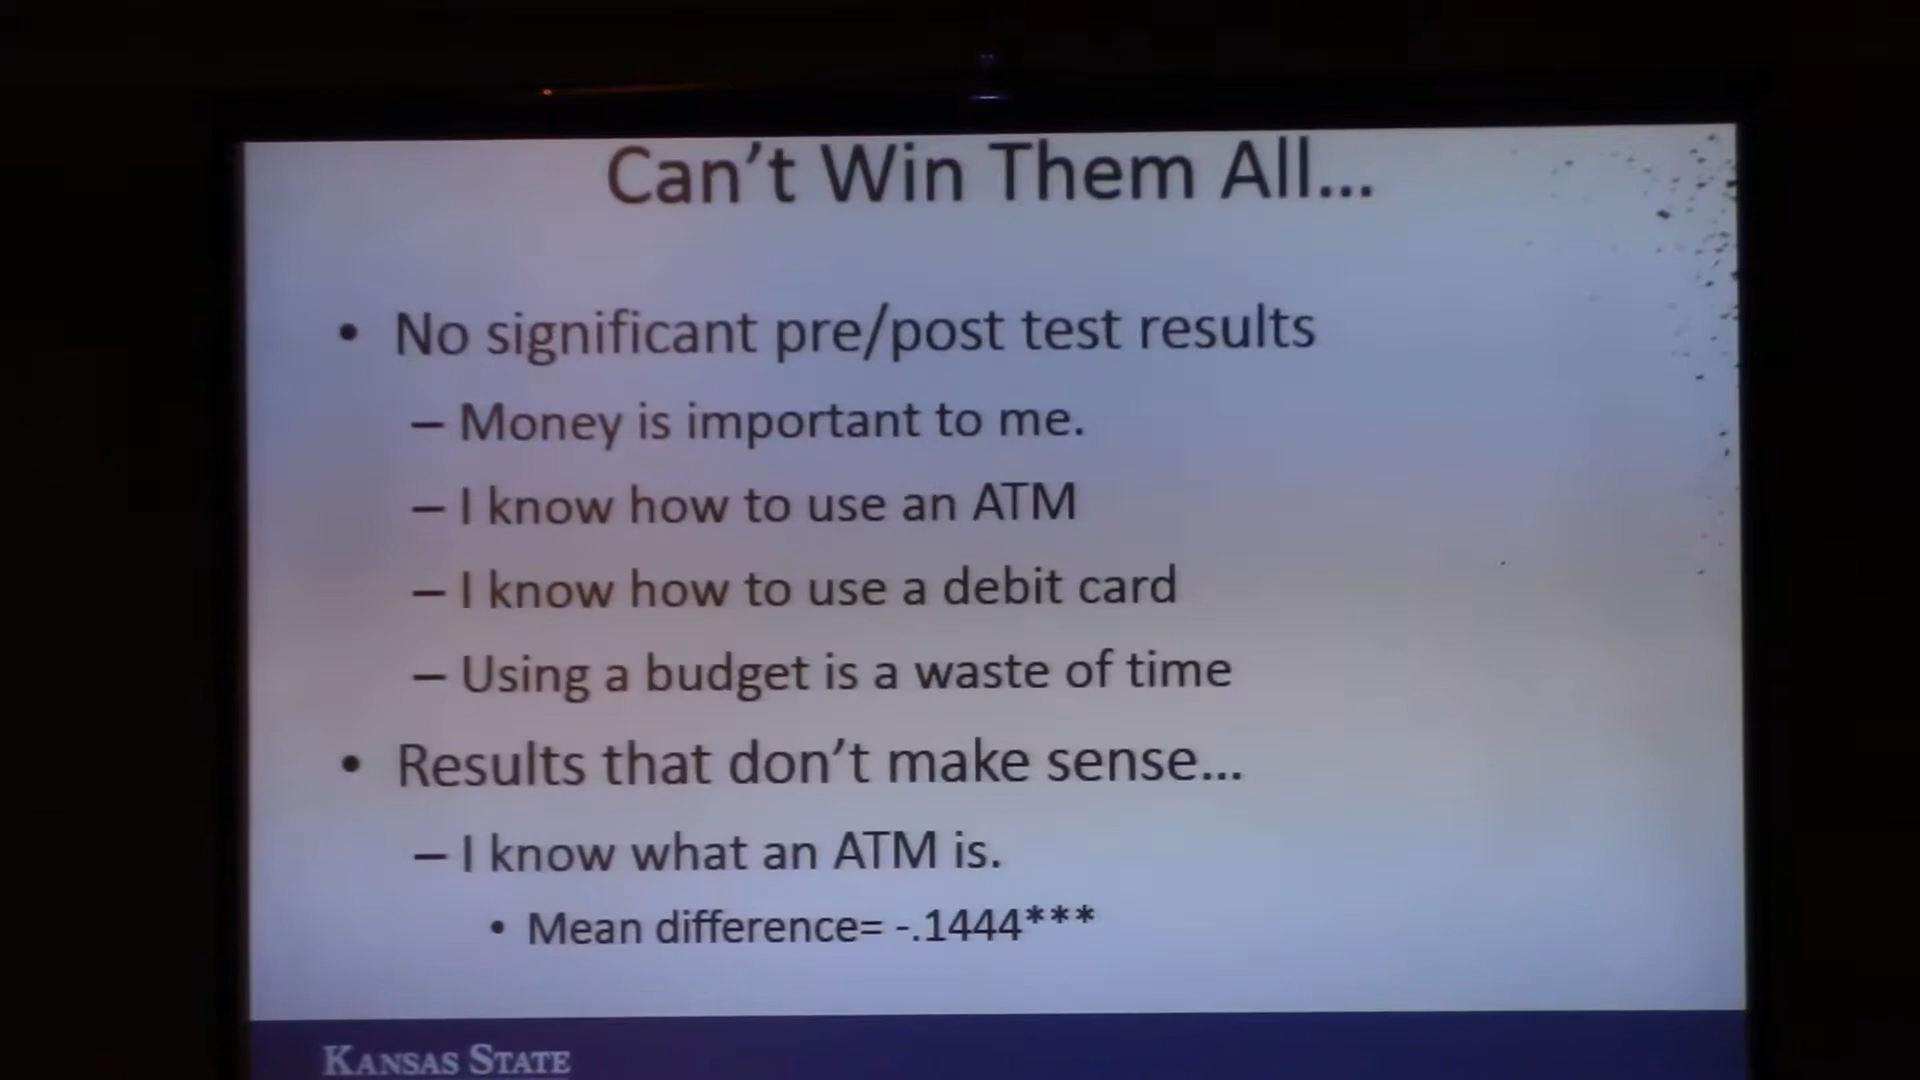 Can't Win Them All...
• No significant pre/post test results
– Money is important to me.
– I know how to use an ATM
– I know how to use a debit card
– Using a budget is a waste of time
• Results that don't make sense...
– I know what an ATM is.
• Mean difference= -.1444***
KANSAS STATE